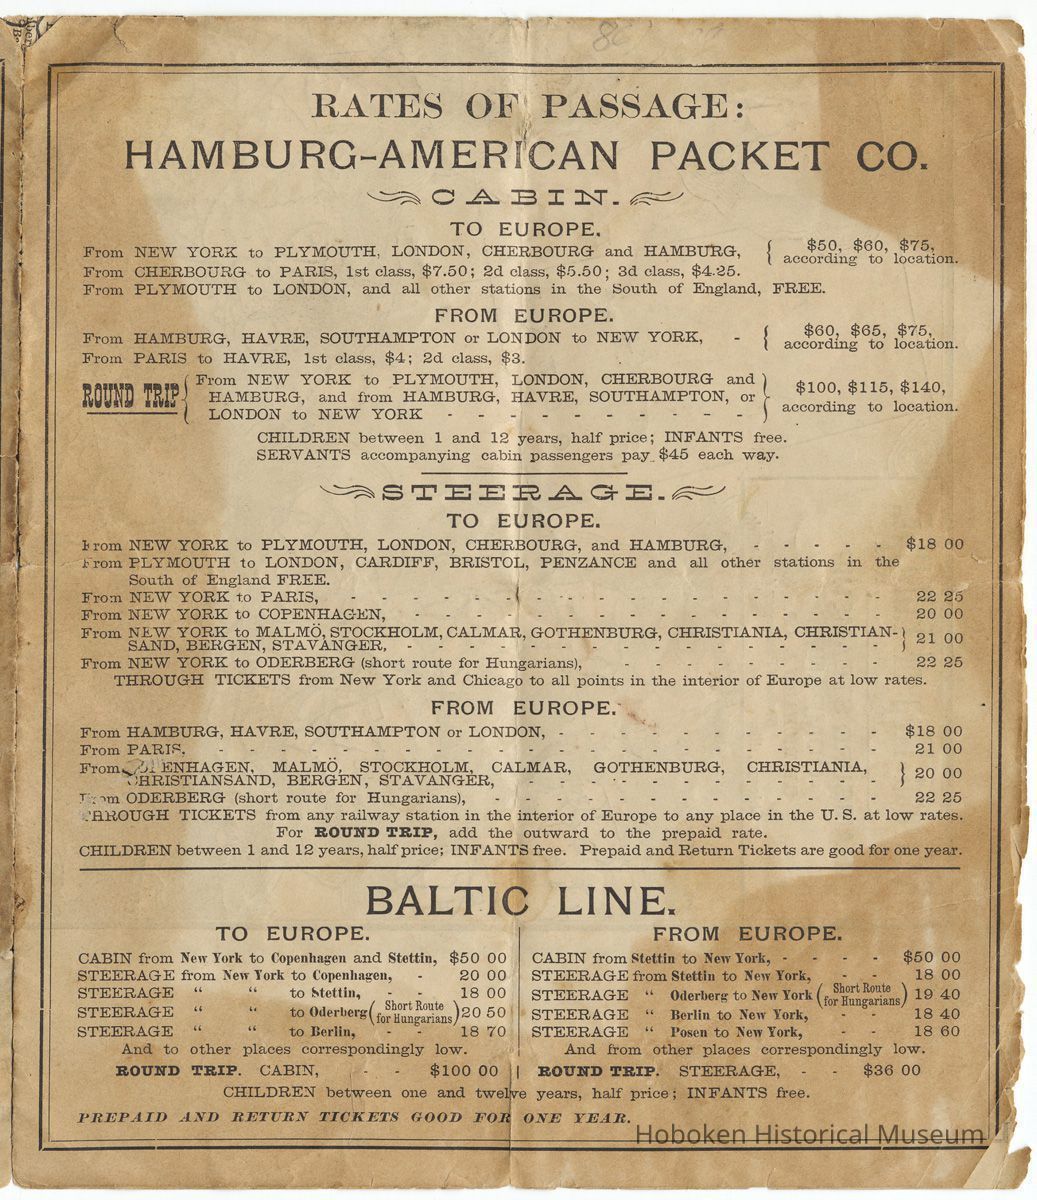 RATES OF PASSAGE:
HAMBURG-AMERICAN PACKET CO.
CABIN.
TO EUROPE.
From NEW YORK to PLYMOUTH, LONDON, CHERBOURG and HAMBURG, { $50, $60, $75, according to location.
From CHERBOURG to PARIS, 1st class, $7.50; 2d class, $5.50; 3d class, $4.25.
From PLYMOUTH to LONDON, and all other stations in the South of England, FREE.
FROM EUROPE.
From HAMBURG, HAVRE, SOUTHAMPTON or LONDON to NEW YORK, - { $60, $65, $75, according to location.
From PARIS to HAVRE, 1st class, $4; 2d class, $3.
ROUND TRIP { From NEW YORK to PLYMOUTH, LONDON, CHERBOURG and
HAMBURG, and from HAMBURG, HAVRE, SOUTHAMPTON, or
LONDON to NEW YORK - - - - - - - - - } $100, $115, $140, according to location.
CHILDREN between 1 and 12 years, half price; INFANTS free.
SERVANTS accompanying cabin passengers pay $45 each way.
STEERAGE.
TO EUROPE.
From NEW YORK to PLYMOUTH, LONDON, CHERBOURG, and HAMBURG, - - - - - $18 00
From PLYMOUTH to LONDON, CARDIFF, BRISTOL, PENZANCE and all other stations in the
South of England FREE.
From NEW YORK to PARIS, - - - - - - - - - - - - - - 22 25
From NEW YORK to COPENHAGEN, - - - - - - - - - - - - 20 00
From NEW YORK to MALMÖ, STOCKHOLM, CALMAR, GOTHENBURG, CHRISTIANIA, CHRISTIAN-
SAND, BERGEN, STAVANGER, - - - - - - - - - - - - } 21 00
From NEW YORK to ODERBERG (short route for Hungarians), - - - - - - - 22 25
THROUGH TICKETS from New York and Chicago to all points in the interior of Europe at low rates.
FROM EUROPE.
From HAMBURG, HAVRE, SOUTHAMPTON or LONDON, - - - - - - - - - $18 00
From PARIS. - - - - - - - - - - - - - - - - - 21 00
From COPENHAGEN, MALMÖ, STOCKHOLM, CALMAR, GOTHENBURG, CHRISTIANIA,
CHRISTIANSAND, BERGEN, STAVANGER, - - - - - - - - - } 20 00
From ODERBERG (short route for Hungarians), - - - - - - - - - - 22 25
THROUGH TICKETS from any railway station in the interior of Europe to any place in the U. S. at low rates.
For ROUND TRIP, add the outward to the prepaid rate.
CHILDREN between 1 and 12 years, half price; INFANTS free. Prepaid and Return Tickets are good for one year.
BALTIC LINE.
TO EUROPE.
CABIN from New York to Copenhagen and Stettin, $50 00
STEERAGE from New York to Copenhagen, - 20 00
STEERAGE “ “ to Stettin, - - 18 00
STEERAGE “ “ to Oderberg (Short Route for Hungarians) 20 50
STEERAGE “ “ to Berlin, - - 18 70
And to other places correspondingly low.
ROUND TRIP. CABIN, - - $100 00
FROM EUROPE.
CABIN from Stettin to New York, - - - - $50 00
STEERAGE from Stettin to New York, - - 18 00
STEERAGE “ Oderberg to New York (Short Route for Hungarians) 19 40
STEERAGE “ Berlin to New York, - - 18 40
STEERAGE “ Posen to New York, - - 18 60
And from other places correspondingly low.
ROUND TRIP. STEERAGE, - - $36 00
CHILDREN between one and twelve years, half price; INFANTS free.
PREPAID AND RETURN TICKETS GOOD FOR ONE YEAR.
Hoboken Historical Museum